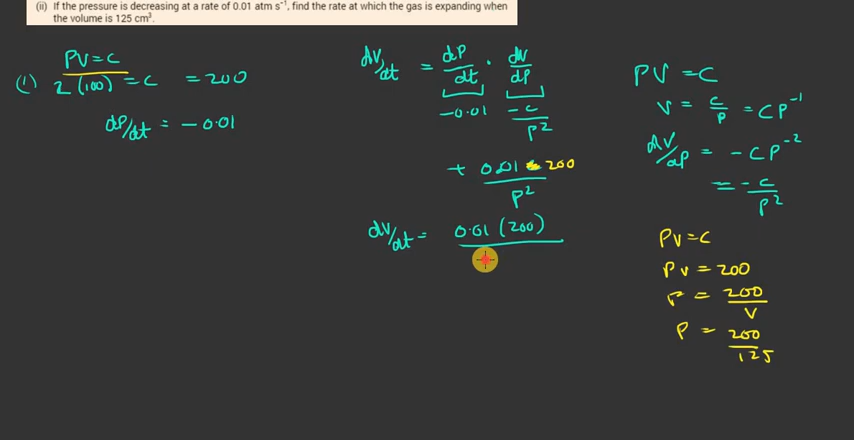 (ii) If the pressure is decreasing at a rate of 0.01 atm s⁻¹, find the rate at which the gas is expanding when
the volume is 125 cm³.
PV = C
(1) 2 (100) = C = 200
dP/dt = - 0.01
dV/dt = dP/dt · dV/dP
-0.01 -C/P²
+ 0.01 200/P²
dV/dt = 0.01 (200)
PV = C
V = C/P = CP⁻¹
dV/dP = - CP⁻²
= -C/P²
PV = C
PV = 200
P = 200/V
P = 200/125